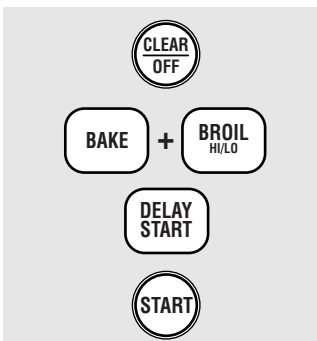 CLEAR
OFF
BAKE + BROIL
HI/LO
DELAY
START
START